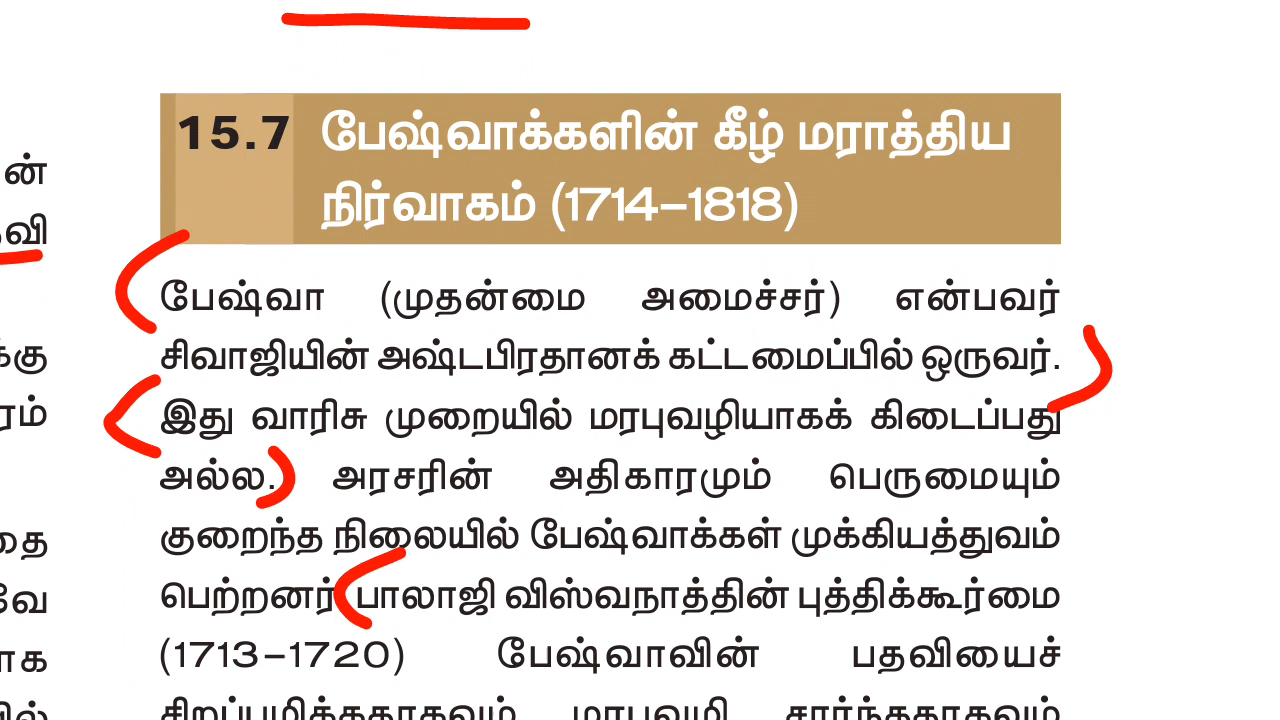 15.7 பேஷ்வாக்களின் கீழ் மராத்திய
நிர்வாகம் (1714–1818)
பேஷ்வா (முதன்மை அமைச்சர்) என்பவர்
சிவாஜியின் அஷ்டபிரதானக் கட்டமைப்பில் ஒருவர்.
இது வாரிசு முறையில் மரபுவழியாகக் கிடைப்பது
அல்ல. அரசரின் அதிகாரமும் பெருமையும்
குறைந்த நிலையில் பேஷ்வாக்கள் முக்கியத்துவம்
பெற்றனர் பாலாஜி விஸ்வநாத்தின் புத்திக்கூர்மை
(1713–1720) பேஷ்வாவின் பதவியைச்